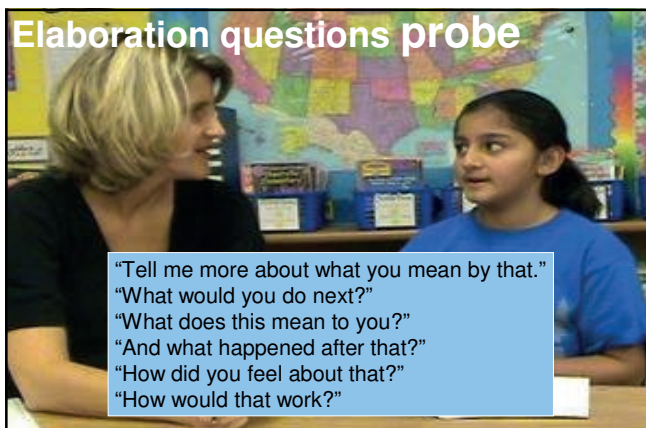 Elaboration questions probe
“Tell me more about what you mean by that.”
“What would you do next?”
“What does this mean to you?”
“And what happened after that?”
“How did you feel about that?”
“How would that work?”